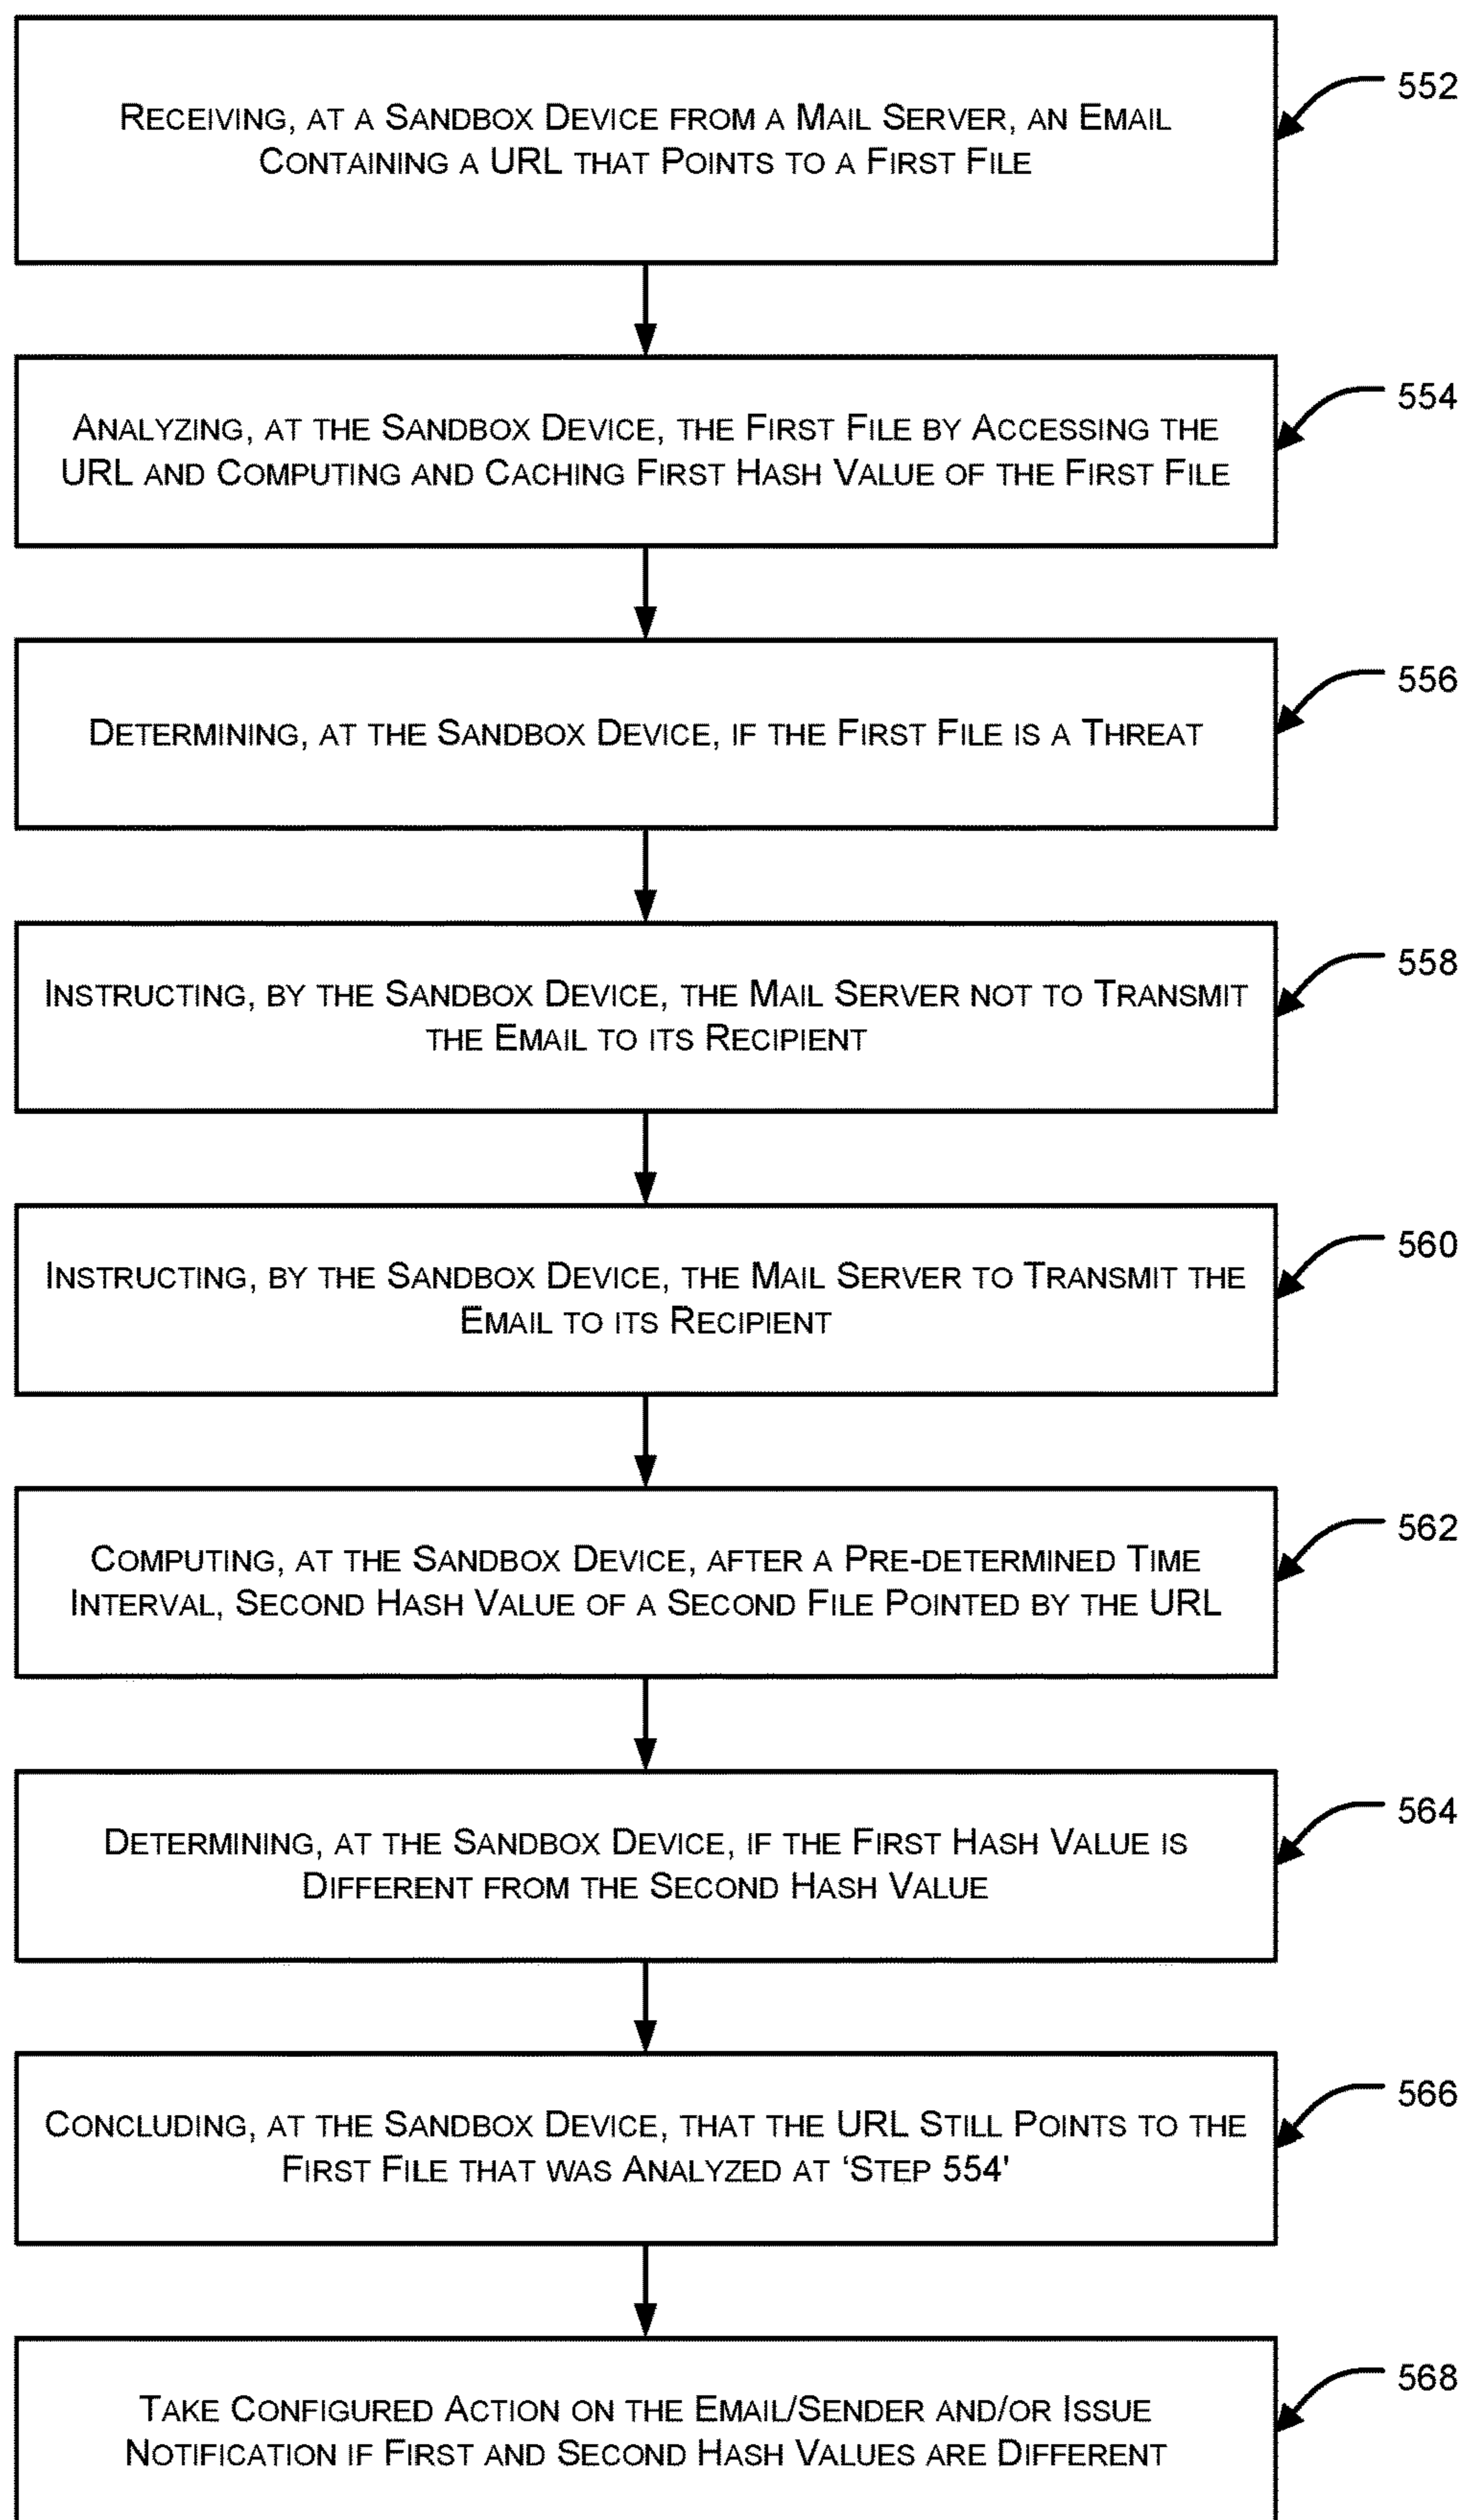 RECEIVING, AT A SANDBOX DEVICE FROM A MAIL SERVER, AN EMAIL
CONTAINING A URL THAT POINTS TO A FIRST FILE
552
ANALYZING, AT THE SANDBOX DEVICE, THE FIRST FILE BY ACCESSING THE
URL AND COMPUTING AND CACHING FIRST HASH VALUE OF THE FIRST FILE
554
DETERMINING, AT THE SANDBOX DEVICE, IF THE FIRST FILE IS A THREAT
556
INSTRUCTING, BY THE SANDBOX DEVICE, THE MAIL SERVER NOT TO TRANSMIT
THE EMAIL TO ITS RECIPIENT
558
INSTRUCTING, BY THE SANDBOX DEVICE, THE MAIL SERVER TO TRANSMIT THE
EMAIL TO ITS RECIPIENT
560
COMPUTING, AT THE SANDBOX DEVICE, AFTER A PRE-DETERMINED TIME
INTERVAL, SECOND HASH VALUE OF A SECOND FILE POINTED BY THE URL
562
DETERMINING, AT THE SANDBOX DEVICE, IF THE FIRST HASH VALUE IS
DIFFERENT FROM THE SECOND HASH VALUE
564
CONCLUDING, AT THE SANDBOX DEVICE, THAT THE URL STILL POINTS TO THE
FIRST FILE THAT WAS ANALYZED AT ‘STEP 554'
566
TAKE CONFIGURED ACTION ON THE EMAIL/SENDER AND/OR ISSUE
NOTIFICATION IF FIRST AND SECOND HASH VALUES ARE DIFFERENT
568